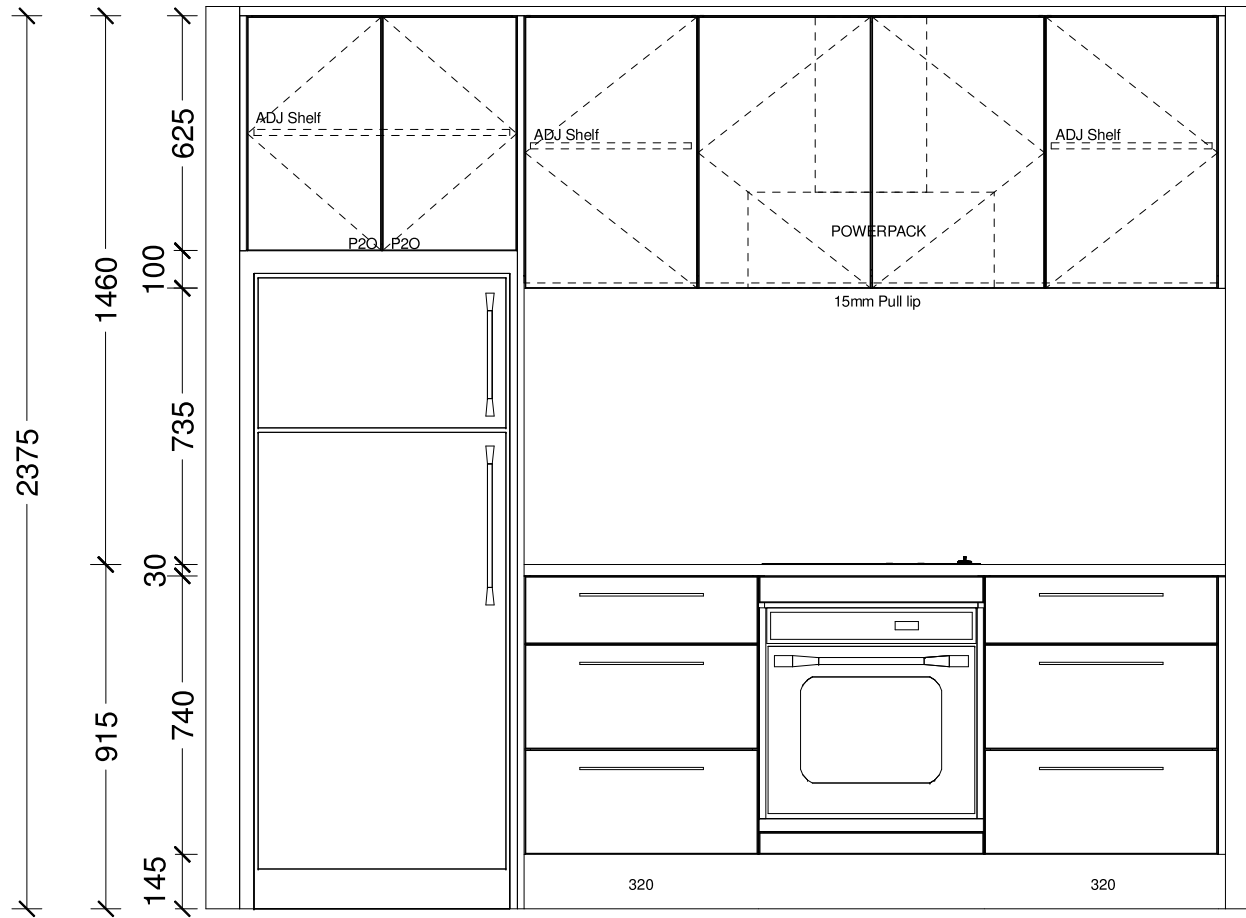 2375
1460
915
625
100
735
30
740
145
ADJ Shelf
P2O
P2O
ADJ Shelf
ADJ Shelf
POWERPACK
15mm Pull lip
320
320